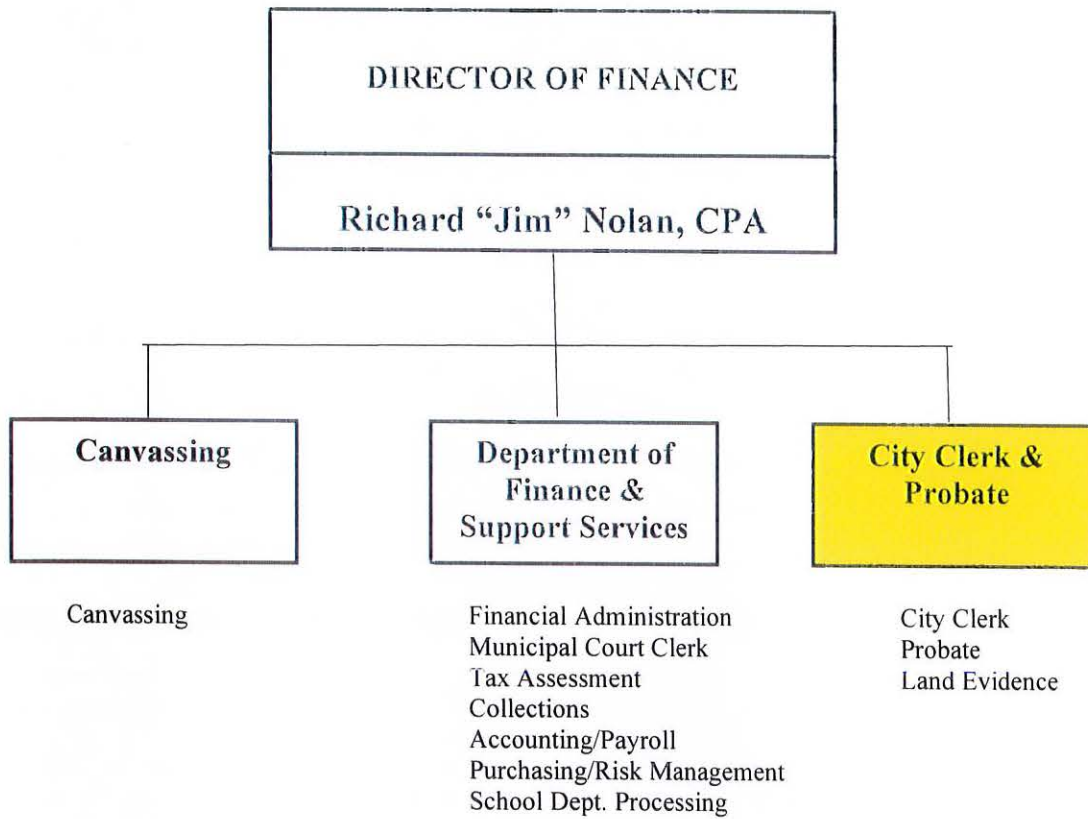 DIRECTOR OF FINANCE
Richard “Jim” Nolan, CPA
Canvassing
Canvassing
Department of
Finance &
Support Services
Financial Administration
Municipal Court Clerk
Tax Assessment
Collections
Accounting/Payroll
Purchasing/Risk Management
School Dept. Processing
City Clerk &
Probate
City Clerk
Probate
Land Evidence